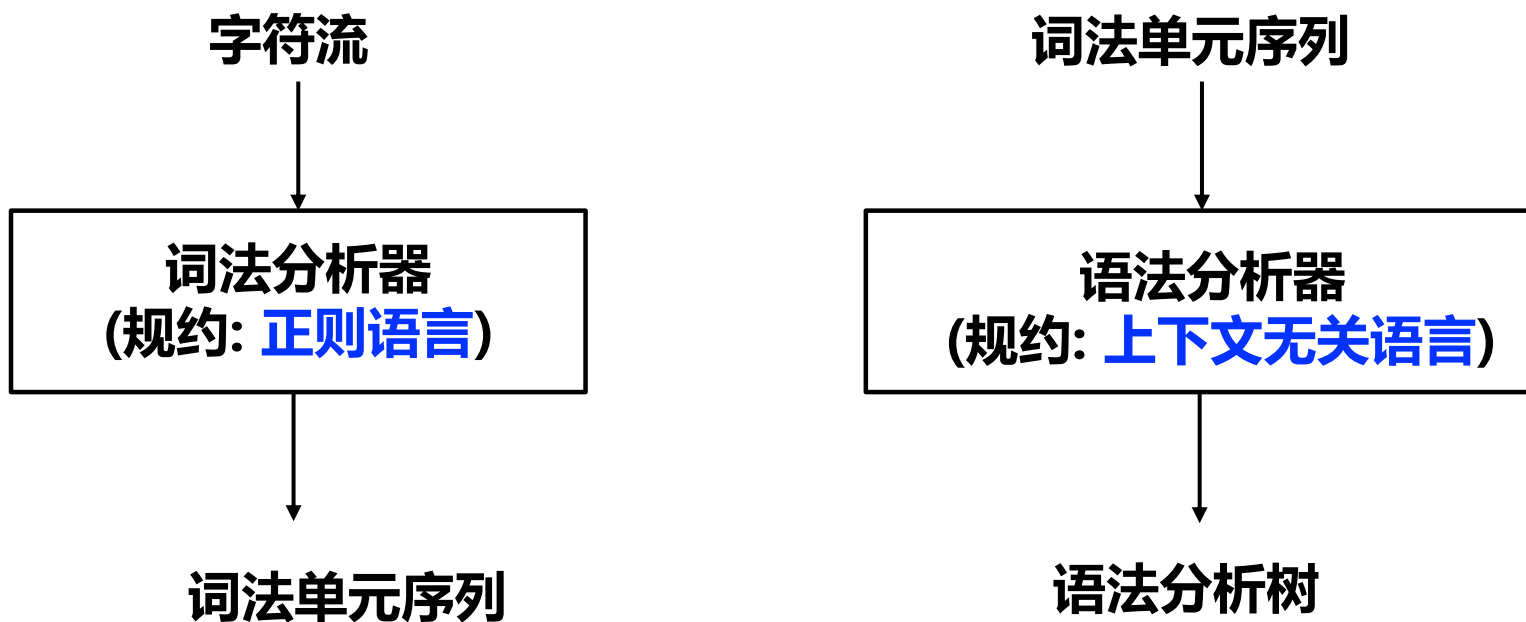 字符流
词法分析器
(规约: 正则语言)
词法单元序列
词法单元序列
语法分析器
(规约: 上下文无关语言)
语法分析树